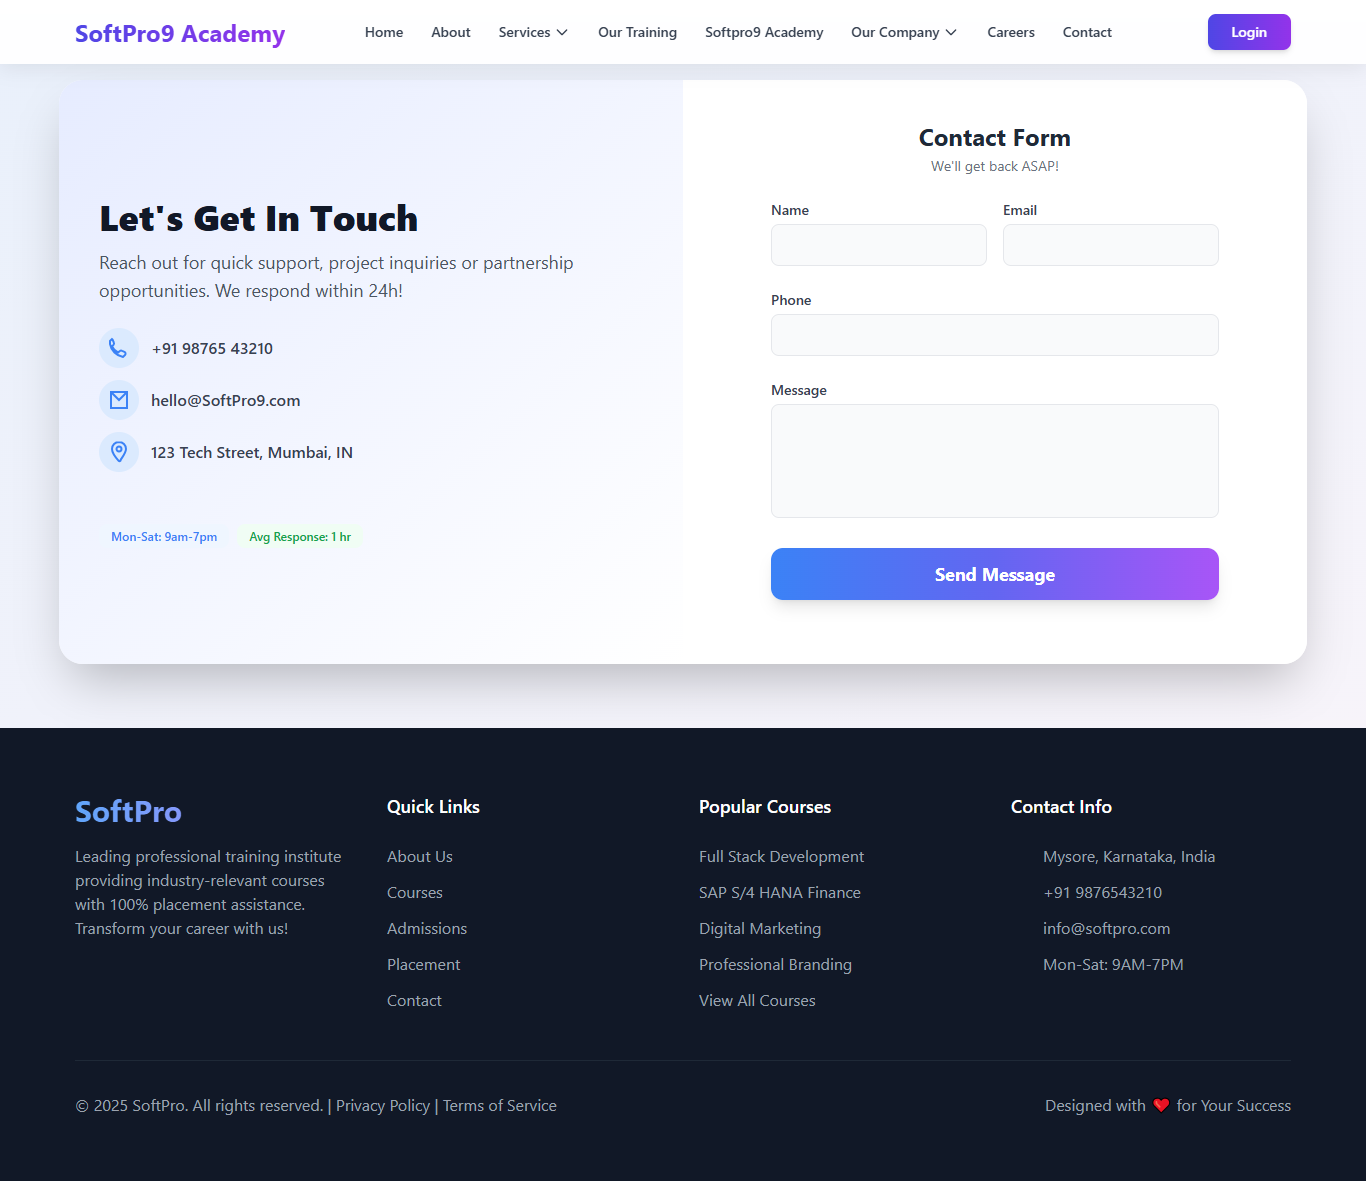 SoftPro9 Academy
Home
About
Services
Our Training
Softpro9 Academy
Our Company
Careers
Contact
Login
Let's Get In Touch
Reach out for quick support, project inquiries or partnership
opportunities. We respond within 24h!
+91 98765 43210
hello@SoftPro9.com
123 Tech Street, Mumbai, IN
Mon-Sat: 9am-7pm
Avg Response: 1 hr
Contact Form
We'll get back ASAP!
Name
Email
Phone
Message
Send Message
SoftPro
Leading professional training institute
providing industry-relevant courses
with 100% placement assistance.
Transform your career with us!
Quick Links
About Us
Courses
Admissions
Placement
Contact
Popular Courses
Full Stack Development
SAP S/4 HANA Finance
Digital Marketing
Professional Branding
View All Courses
Contact Info
Mysore, Karnataka, India
+91 9876543210
info@softpro.com
Mon-Sat: 9AM-7PM
© 2025 SoftPro. All rights reserved. | Privacy Policy | Terms of Service
Designed with ❤️ for Your Success